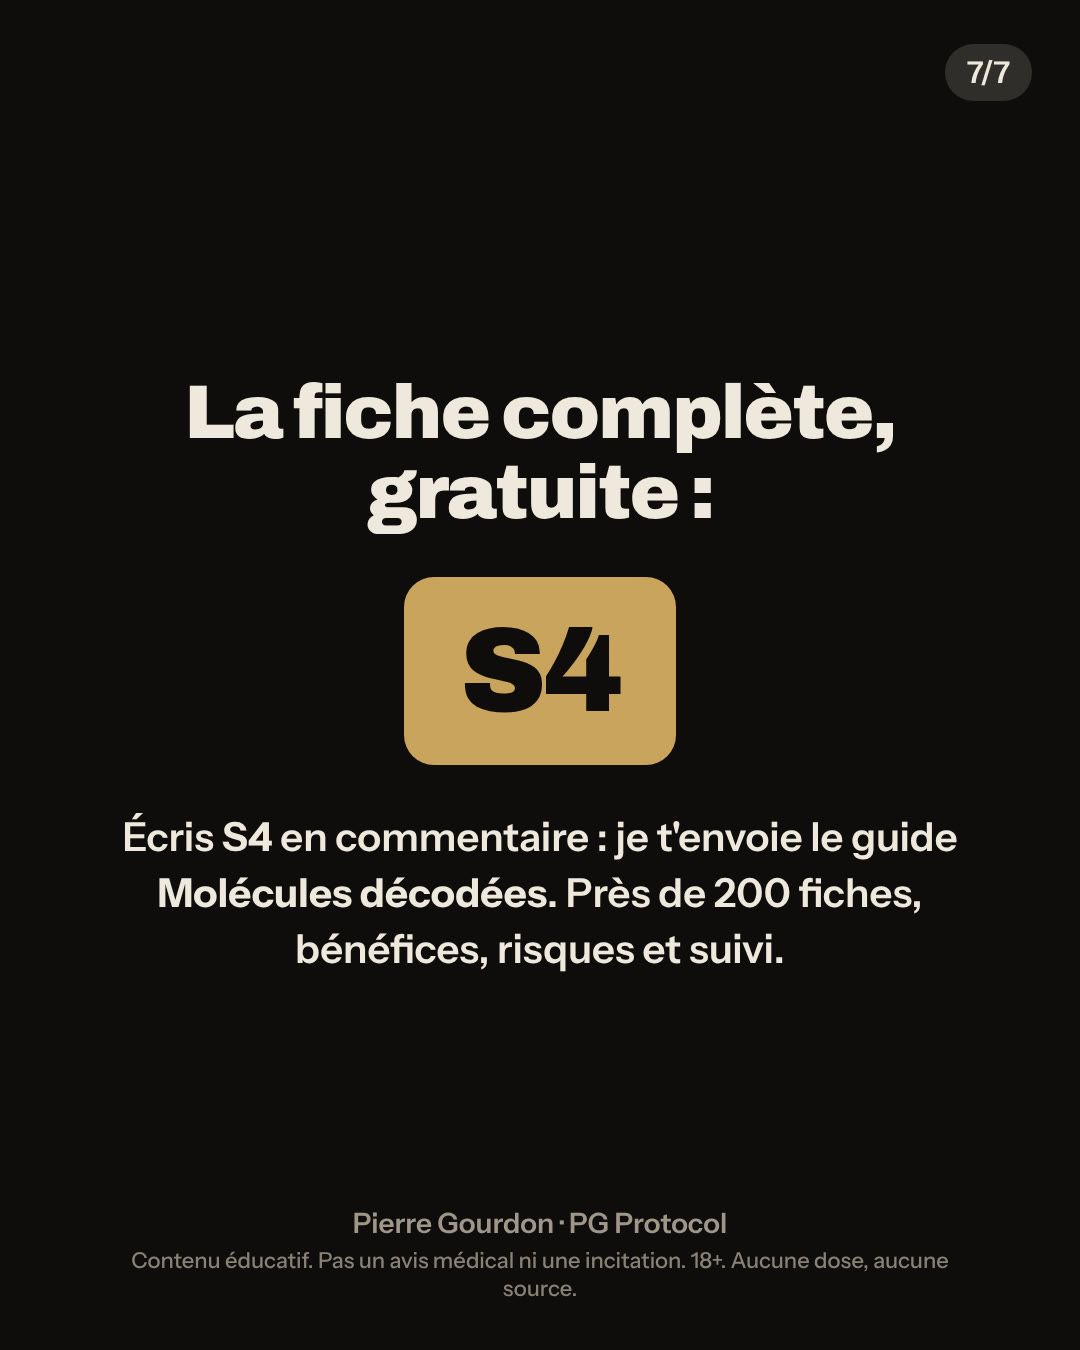 7/7
La fiche complète,
gratuite :
S4
Écris S4 en commentaire : je t'envoie le guide
Molécules décodées. Près de 200 fiches,
bénéfices, risques et suivi.
Pierre Gourdon · PG Protocol
Contenu éducatif. Pas un avis médical ni une incitation. 18+. Aucune dose, aucune
source.